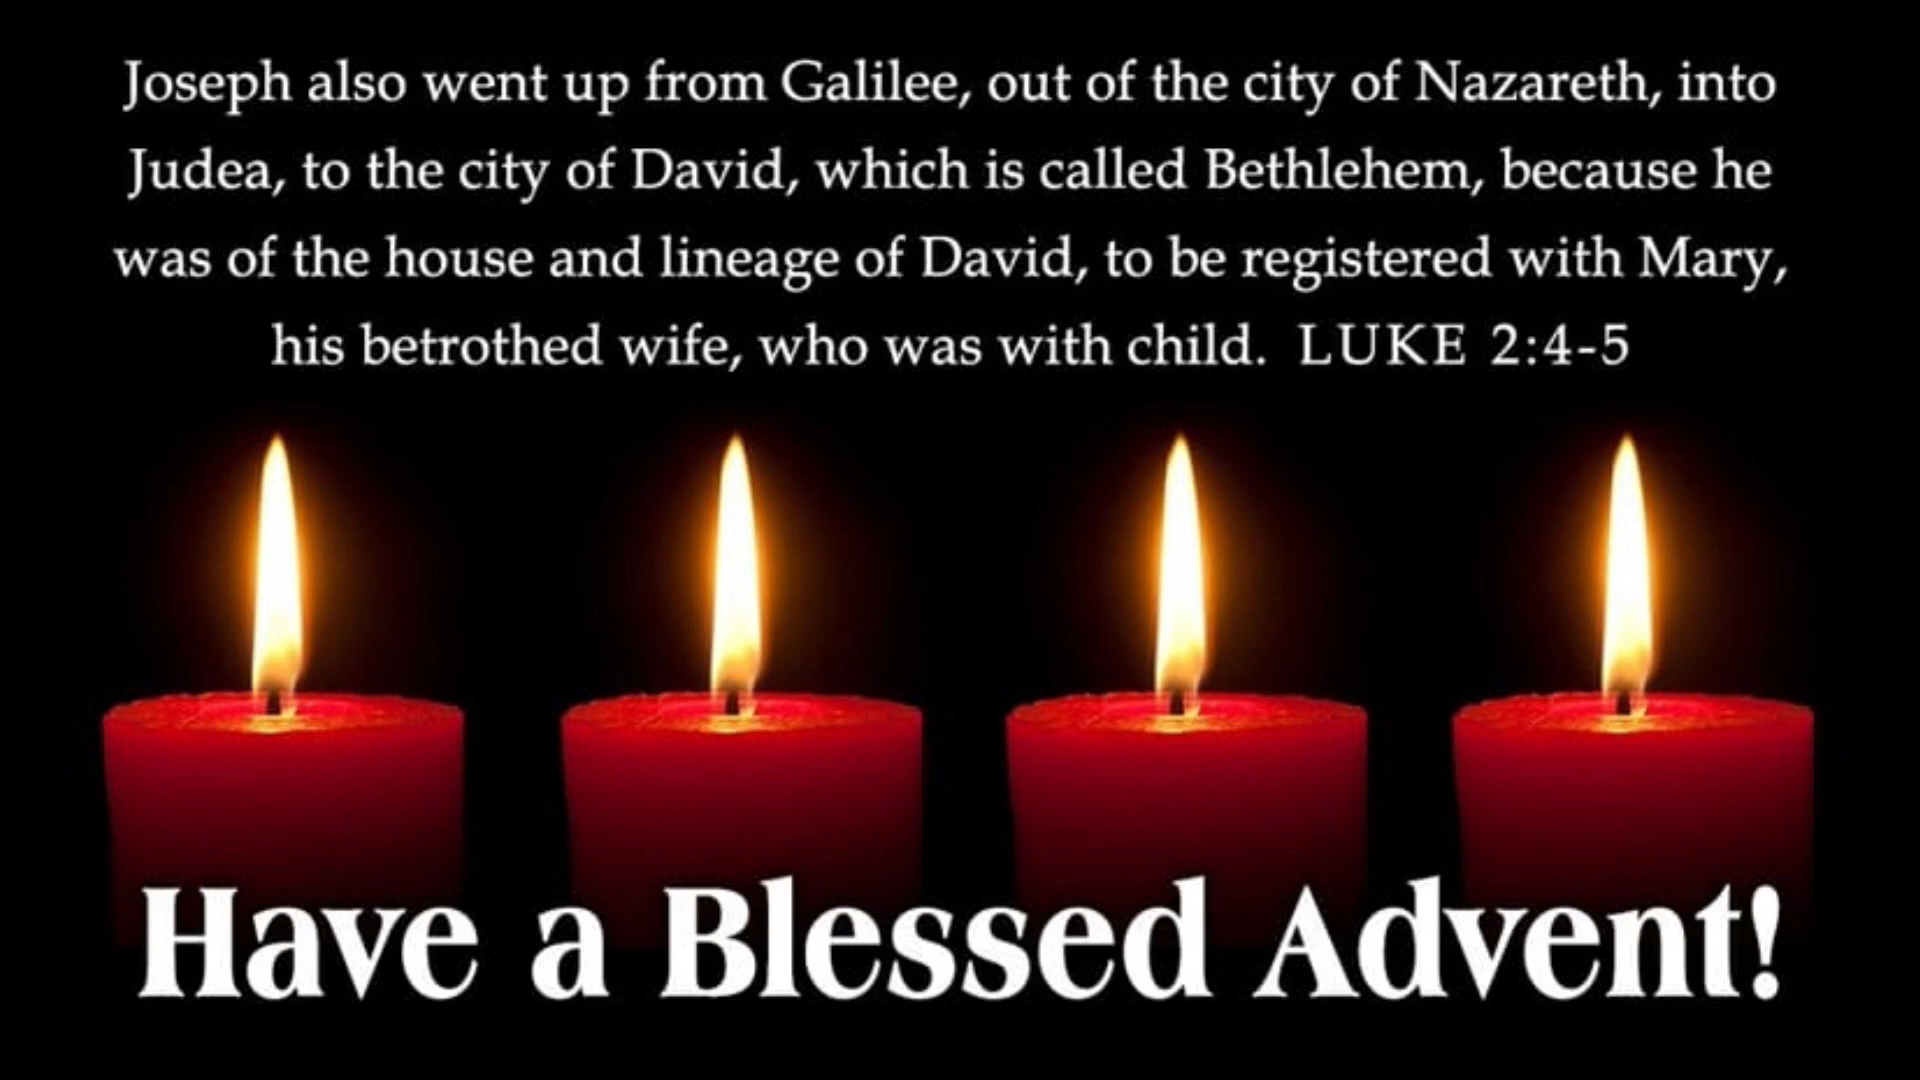 Joseph also went up from Galilee, out of the city of Nazareth, into
Judea, to the city of David, which is called Bethlehem, because he
was of the house and lineage of David, to be registered with Mary,
his betrothed wife, who was with child. LUKE 2:4-5
Have a Blessed Advent!